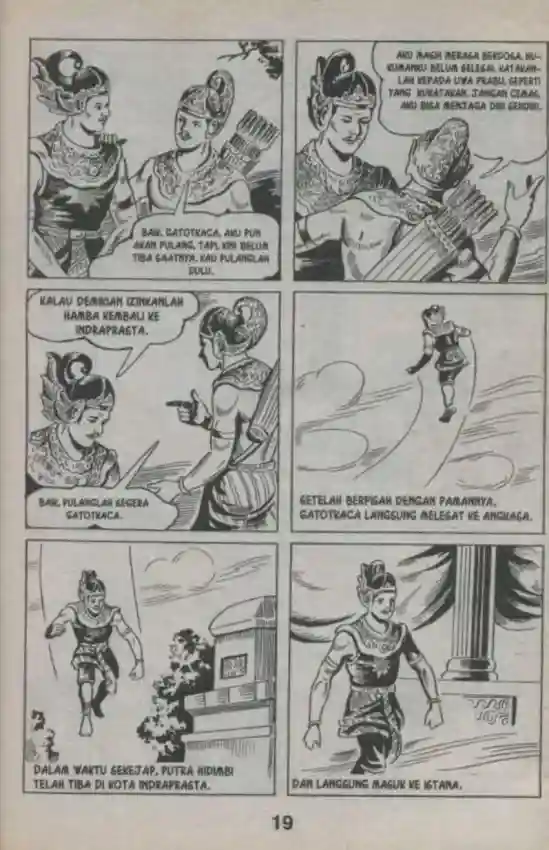 BAIK, GATOTKACA, AKU PUN
AKAN PULANG. TAPI, KINI BELUM
TIBA SAATNYA. KAU PULANGLAH
DULU.
AKU MASIH MERASA BERDOSA. HU-
KUMANKU BELUM SELESAI. KATAKAN-
LAH KEPADA UWA PRABU, SEPERTI
YANG KUKATAKAN. JANGAN CEMAS,
AKU BISA MENJAGA DIRI SENDIRI.
KALAU DEMIKIAN IZINKANLAH
HAMBA KEMBALI KE
INDRAPRASTA.
BAIK, PULANGLAH SEGERA
GATOTKACA.
SETELAH BERPISAH DENGAN PAMANNYA,
GATOTKACA LANGSUNG MELESAT KE ANGKASA.
DALAM WAKTU SEKEJAP, PUTRA HIDIMBI
TELAH TIBA DI KOTA INDRAPRASTA.
DAN LANGSUNG MASUK KE ISTANA.
19